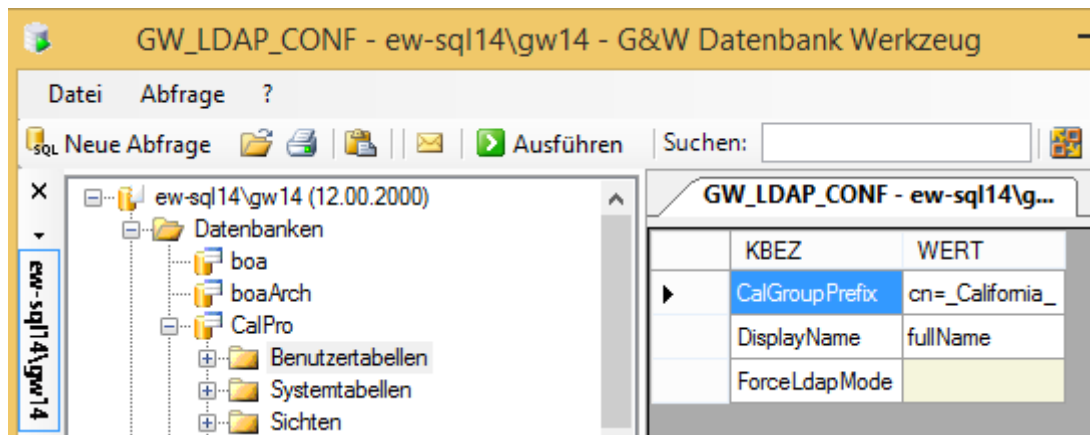 GW_LDAP_CONF - ew-sql14\gw14 - G&W Datenbank Werkzeug
Datei Abfrage ?
SQL Neue Abfrage Ausführen Suchen:
ew-sql14\gw14 (12.00.2000)
Datenbanken
boa
boaArch
CalPro
Benutzertabellen
Systemtabellen
Sichten
ew-sql14\gw14
GW_LDAP_CONF - ew-sql14\g...
KBEZ WERT
CalGroupPrefix cn=_California_
DisplayName fullName
ForceLdapMode